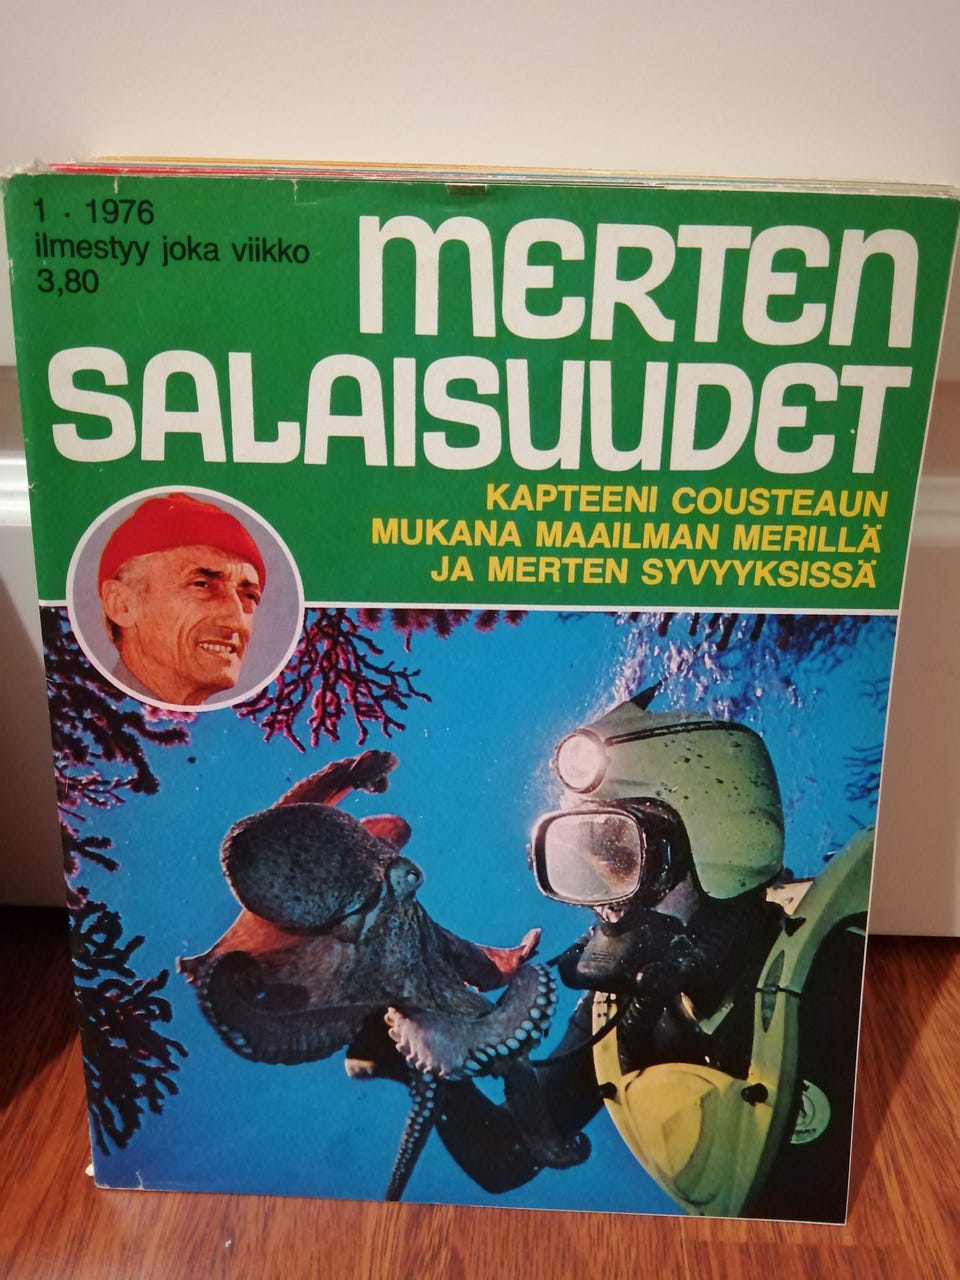 1 · 1976
ilmestyy joka viikko
3,80
MERTEN
SALAISUUDET
KAPTEENI COUSTEAUN
MUKANA MAAILMAN MERILLÄ
JA MERTEN SYVYYKSISSÄ